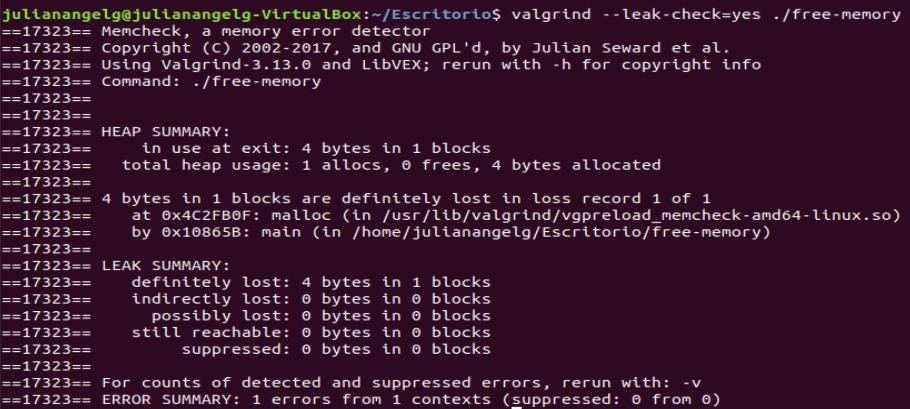 julianangelg@julianangelg-VirtualBox:~/Escritorio$ valgrind --leak-check=yes ./free-memory
==17323== Memcheck, a memory error detector
==17323== Copyright (C) 2002-2017, and GNU GPL'd, by Julian Seward et al.
==17323== Using Valgrind-3.13.0 and LibVEX; rerun with -h for copyright info
==17323== Command: ./free-memory
==17323==
==17323==
==17323== HEAP SUMMARY:
==17323==     in use at exit: 4 bytes in 1 blocks
==17323==   total heap usage: 1 allocs, 0 frees, 4 bytes allocated
==17323==
==17323== 4 bytes in 1 blocks are definitely lost in loss record 1 of 1
==17323==    at 0x4C2FB0F: malloc (in /usr/lib/valgrind/vgpreload_memcheck-amd64-linux.so)
==17323==    by 0x10865B: main (in /home/julianangelg/Escritorio/free-memory)
==17323==
==17323== LEAK SUMMARY:
==17323==    definitely lost: 4 bytes in 1 blocks
==17323==    indirectly lost: 0 bytes in 0 blocks
==17323==      possibly lost: 0 bytes in 0 blocks
==17323==    still reachable: 0 bytes in 0 blocks
==17323==         suppressed: 0 bytes in 0 blocks
==17323==
==17323== For counts of detected and suppressed errors, rerun with: -v
==17323== ERROR SUMMARY: 1 errors from 1 contexts (suppressed: 0 from 0)